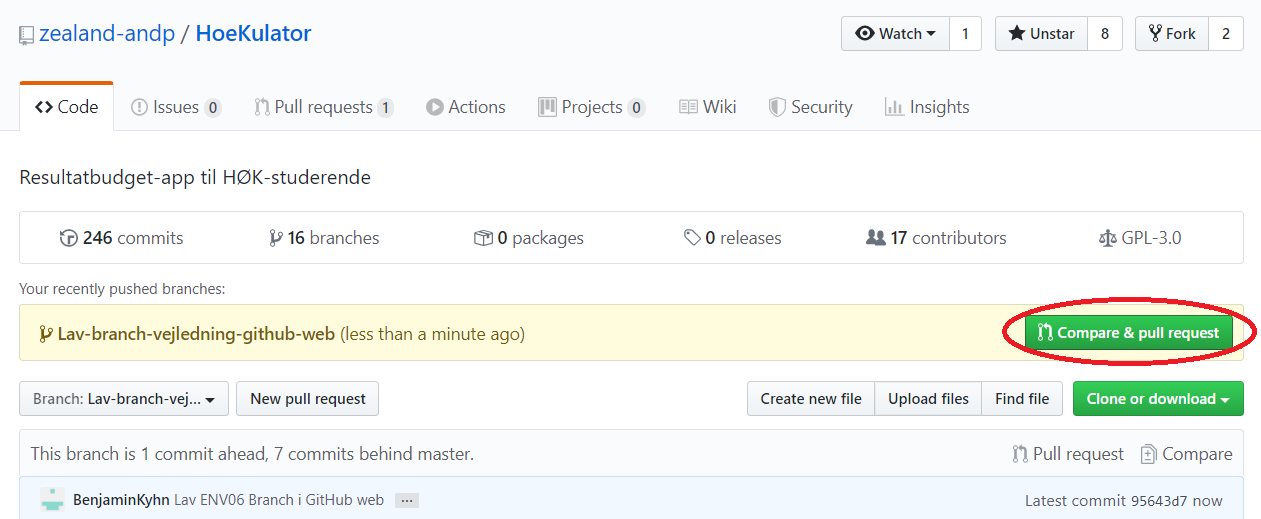 zealand-andp / HoeKulator
Watch 1 Unstar 8 Fork 2
Code Issues 0 Pull requests 1 Actions Projects 0 Wiki Security Insights
Resultatbudget-app til HØK-studerende
246 commits 16 branches 0 packages 0 releases 17 contributors GPL-3.0
Your recently pushed branches:
Lav-branch-vejledning-github-web (less than a minute ago) Compare & pull request
Branch: Lav-branch-vej... New pull request Create new file Upload files Find file Clone or download
This branch is 1 commit ahead, 7 commits behind master. Pull request Compare
BenjaminKyhn Lav ENV06 Branch i GitHub web ... Latest commit 95643d7 now